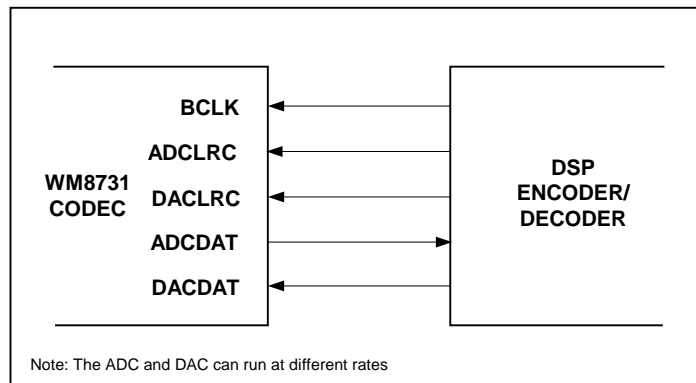 WM8731
CODEC
BCLK
ADCLRC
DACLRC
ADCDAT
DACDAT
DSP
ENCODER/
DECODER
Note: The ADC and DAC can run at different rates